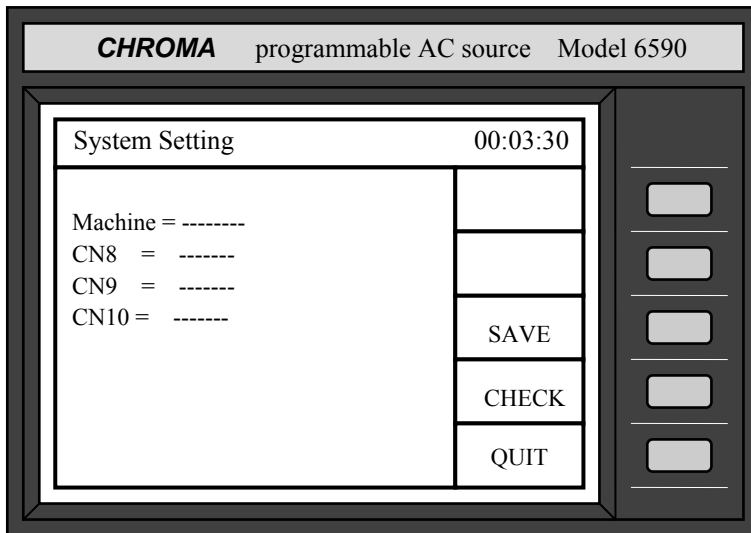 CHROMA programmable AC source Model 6590
System Setting 00:03:30
Machine = --------
CN8 = -------
CN9 = -------
CN10 = -------
SAVE
CHECK
QUIT